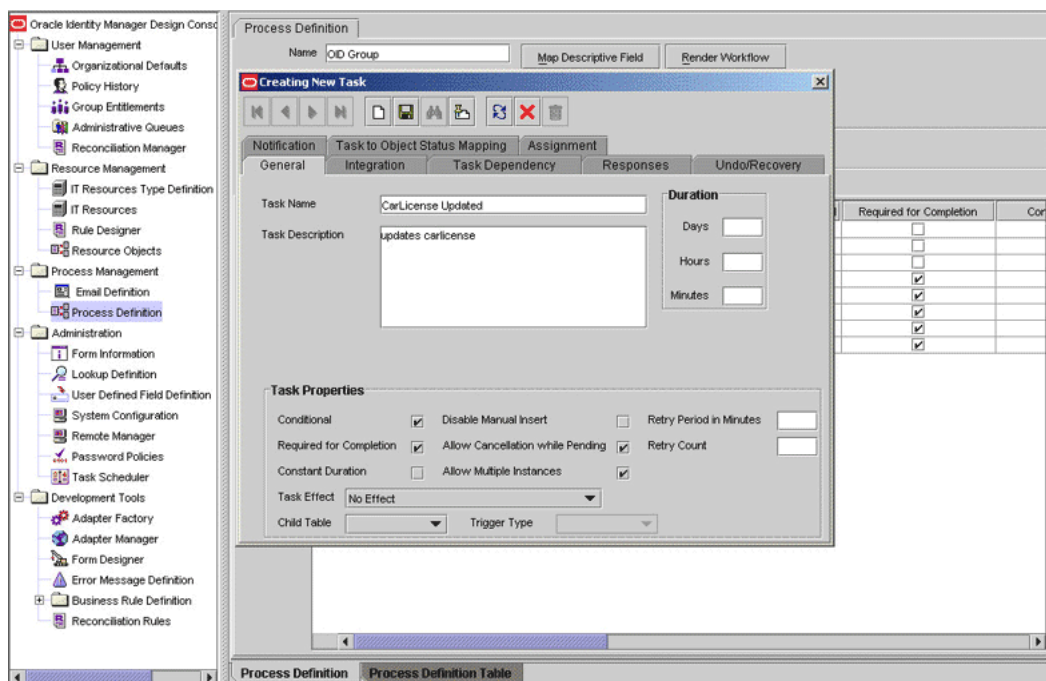 Oracle Identity Manager Design Consc
User Management
Organizational Defaults
Policy History
Group Entitlements
Administrative Queues
Reconciliation Manager
Resource Management
IT Resources Type Definition
IT Resources
Rule Designer
Resource Objects
Process Management
Email Definition
Process Definition
Administration
Form Information
Lookup Definition
User Defined Field Definition
System Configuration
Remote Manager
Password Policies
Task Scheduler
Development Tools
Adapter Factory
Adapter Manager
Form Designer
Error Message Definition
Business Rule Definition
Reconciliation Rules
Process Definition
Name OID Group Map Descriptive Field Render Workflow
Creating New Task
Notification Task to Object Status Mapping Assignment
General Integration Task Dependency Responses Undo/Recovery
Task Name CarLicense Updated
Task Description updates carlicense
Duration
Days
Hours
Minutes
Task Properties
Conditional Disable Manual Insert Retry Period in Minutes
Required for Completion Allow Cancellation while Pending Retry Count
Constant Duration Allow Multiple Instances
Task Effect No Effect
Child Table Trigger Type
Required for Completion Cor
Process Definition Process Definition Table